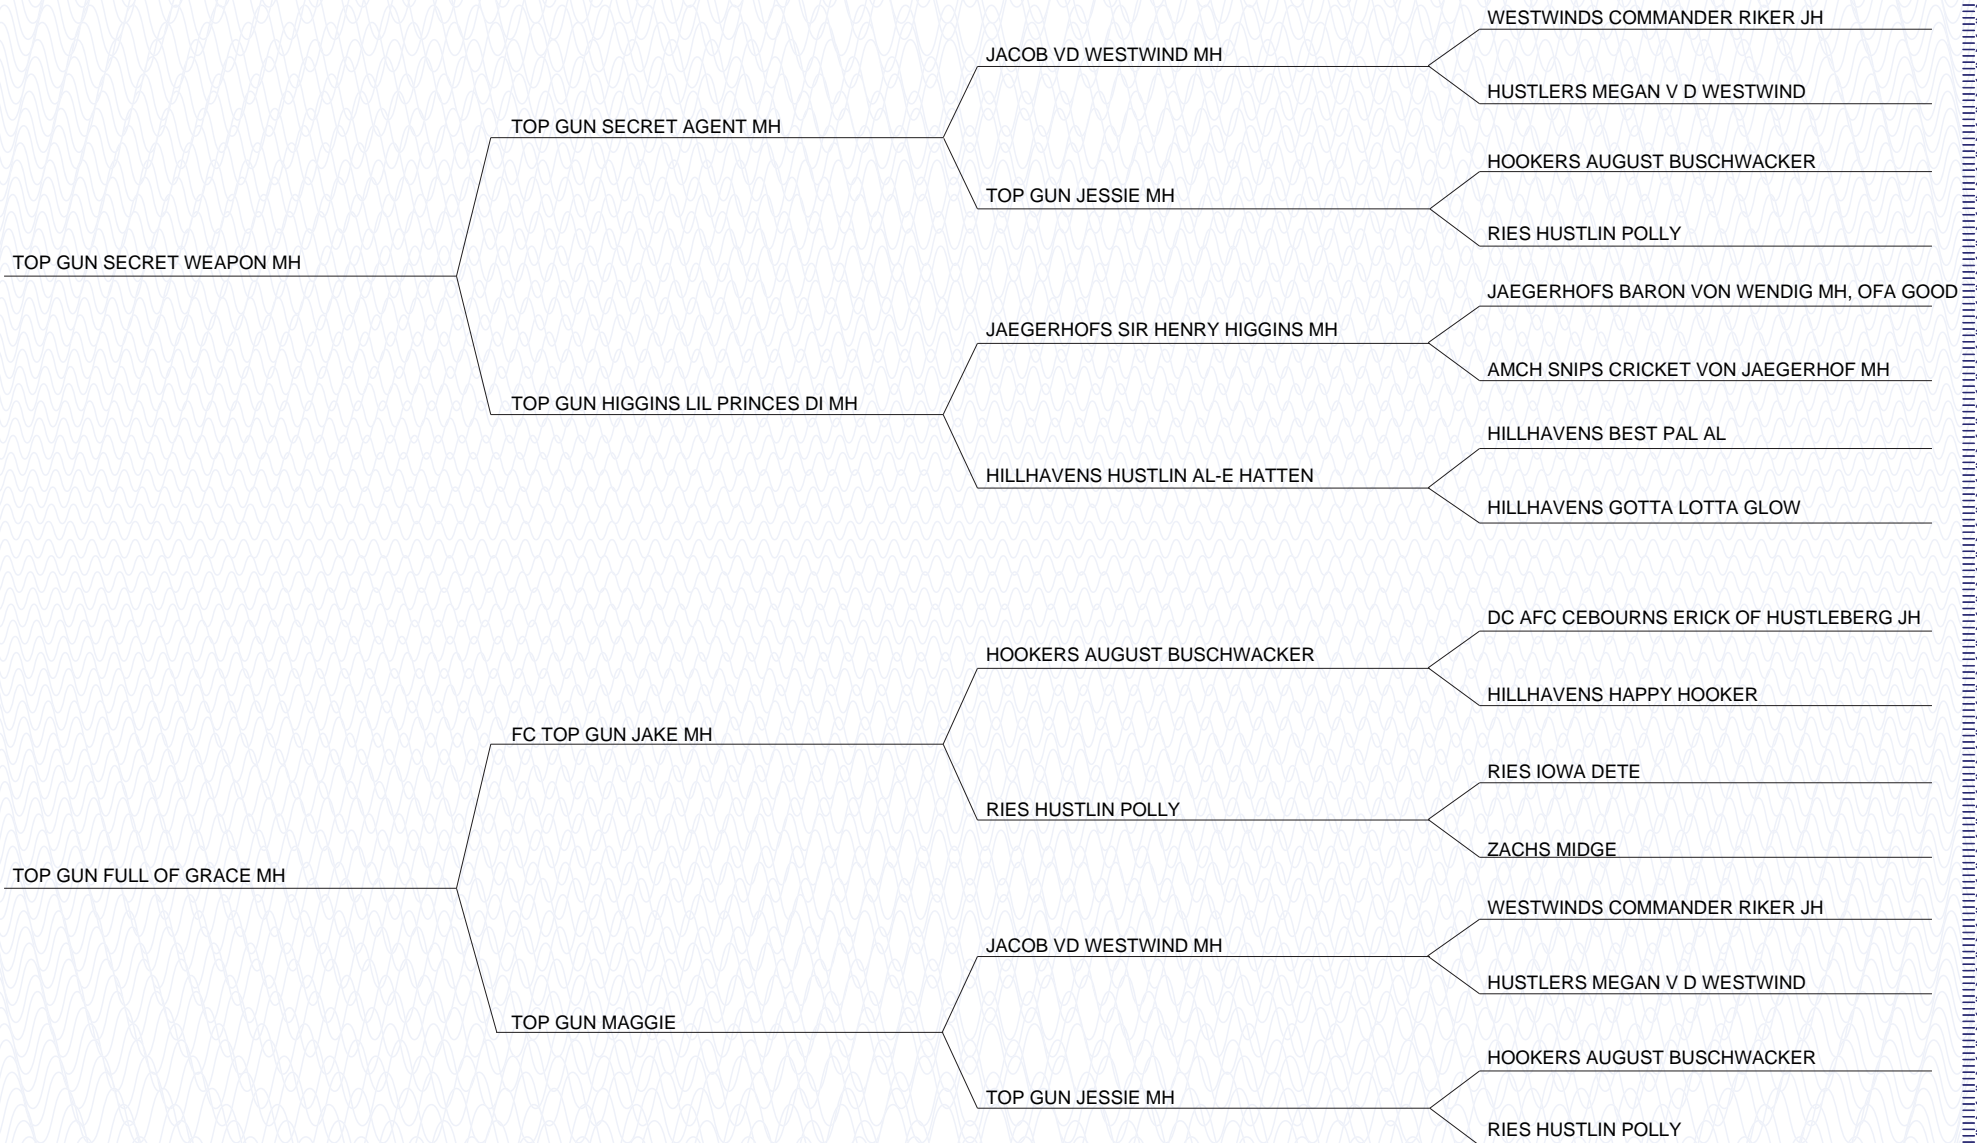 WESTWINDS COMMANDER RIKER JH
JACOB VD WESTWIND MH
HUSTLERS MEGAN V D WESTWIND
TOP GUN SECRET AGENT MH
HOOKERS AUGUST BUSCHWACKER
TOP GUN JESSIE MH
RIES HUSTLIN POLLY
TOP GUN SECRET WEAPON MH
JAEGERHOFS BARON VON WENDIG MH, OFA GOOD
JAEGERHOFS SIR HENRY HIGGINS MH
AMCH SNIPS CRICKET VON JAEGERHOF MH
TOP GUN HIGGINS LIL PRINCES DI MH
HILLHAVENS BEST PAL AL
HILLHAVENS HUSTLIN AL-E HATTEN
HILLHAVENS GOTTA LOTTA GLOW
DC AFC CEBOURNS ERICK OF HUSTLEBERG JH
HOOKERS AUGUST BUSCHWACKER
HILLHAVENS HAPPY HOOKER
FC TOP GUN JAKE MH
RIES IOWA DETE
RIES HUSTLIN POLLY
ZACHS MIDGE
TOP GUN FULL OF GRACE MH
WESTWINDS COMMANDER RIKER JH
JACOB VD WESTWIND MH
HUSTLERS MEGAN V D WESTWIND
TOP GUN MAGGIE
HOOKERS AUGUST BUSCHWACKER
TOP GUN JESSIE MH
RIES HUSTLIN POLLY